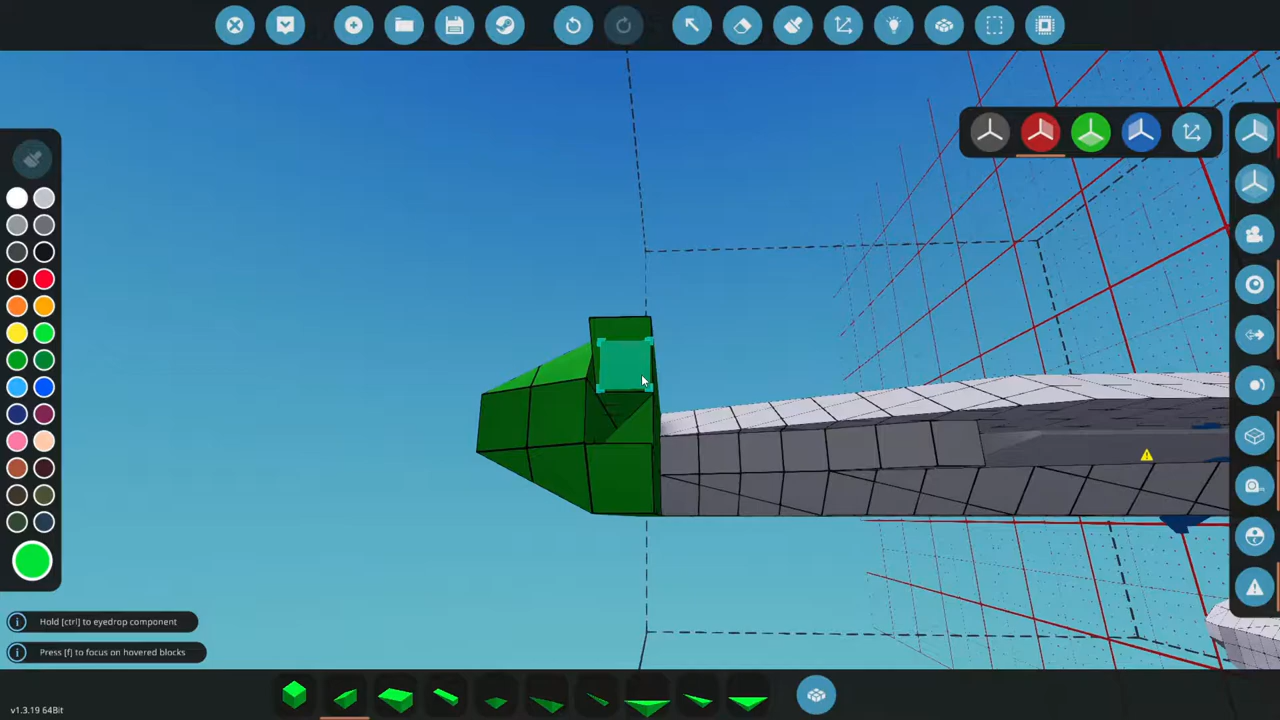 Hold [ctrl] to eyedrop component
Press [f] to focus on hovered blocks
v1.3.19 64Bit